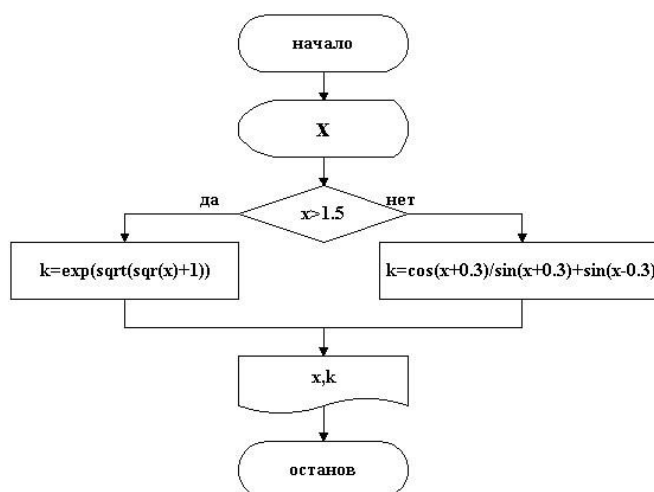 начало
X
x>1.5
да
нет
k=exp(sqrt(sqr(x)+1))
k=cos(x+0.3)/sin(x+0.3)+sin(x-0.3)
x,k
останов